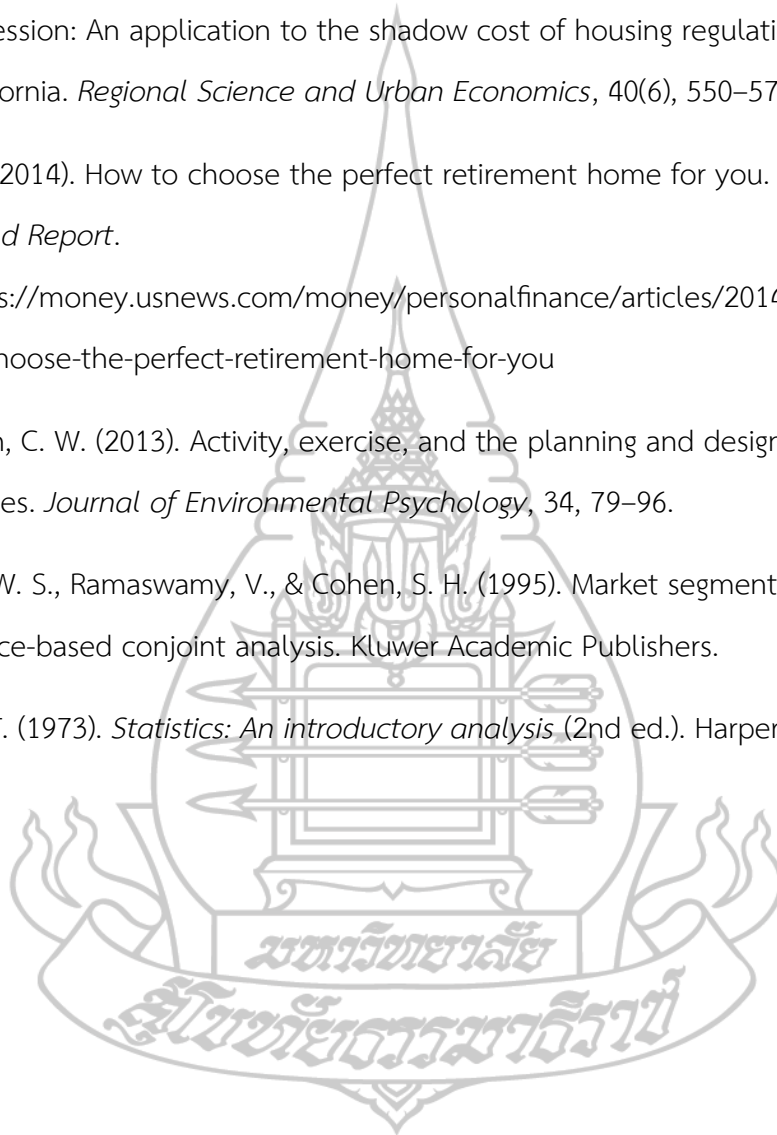 ession: An application to the shadow cost of housing regulati
ornia. Regional Science and Urban Economics, 40(6), 550–57
2014). How to choose the perfect retirement home for you.
d Report.
s://money.usnews.com/money/personalfinance/articles/2014
hoose-the-perfect-retirement-home-for-you
n, C. W. (2013). Activity, exercise, and the planning and design
es. Journal of Environmental Psychology, 34, 79–96.
W. S., Ramaswamy, V., & Cohen, S. H. (1995). Market segment
ce-based conjoint analysis. Kluwer Academic Publishers.
T. (1973). Statistics: An introductory analysis (2nd ed.). Harper
มหาวิทยาลัย
สุโขทัยธรรมาธิราช